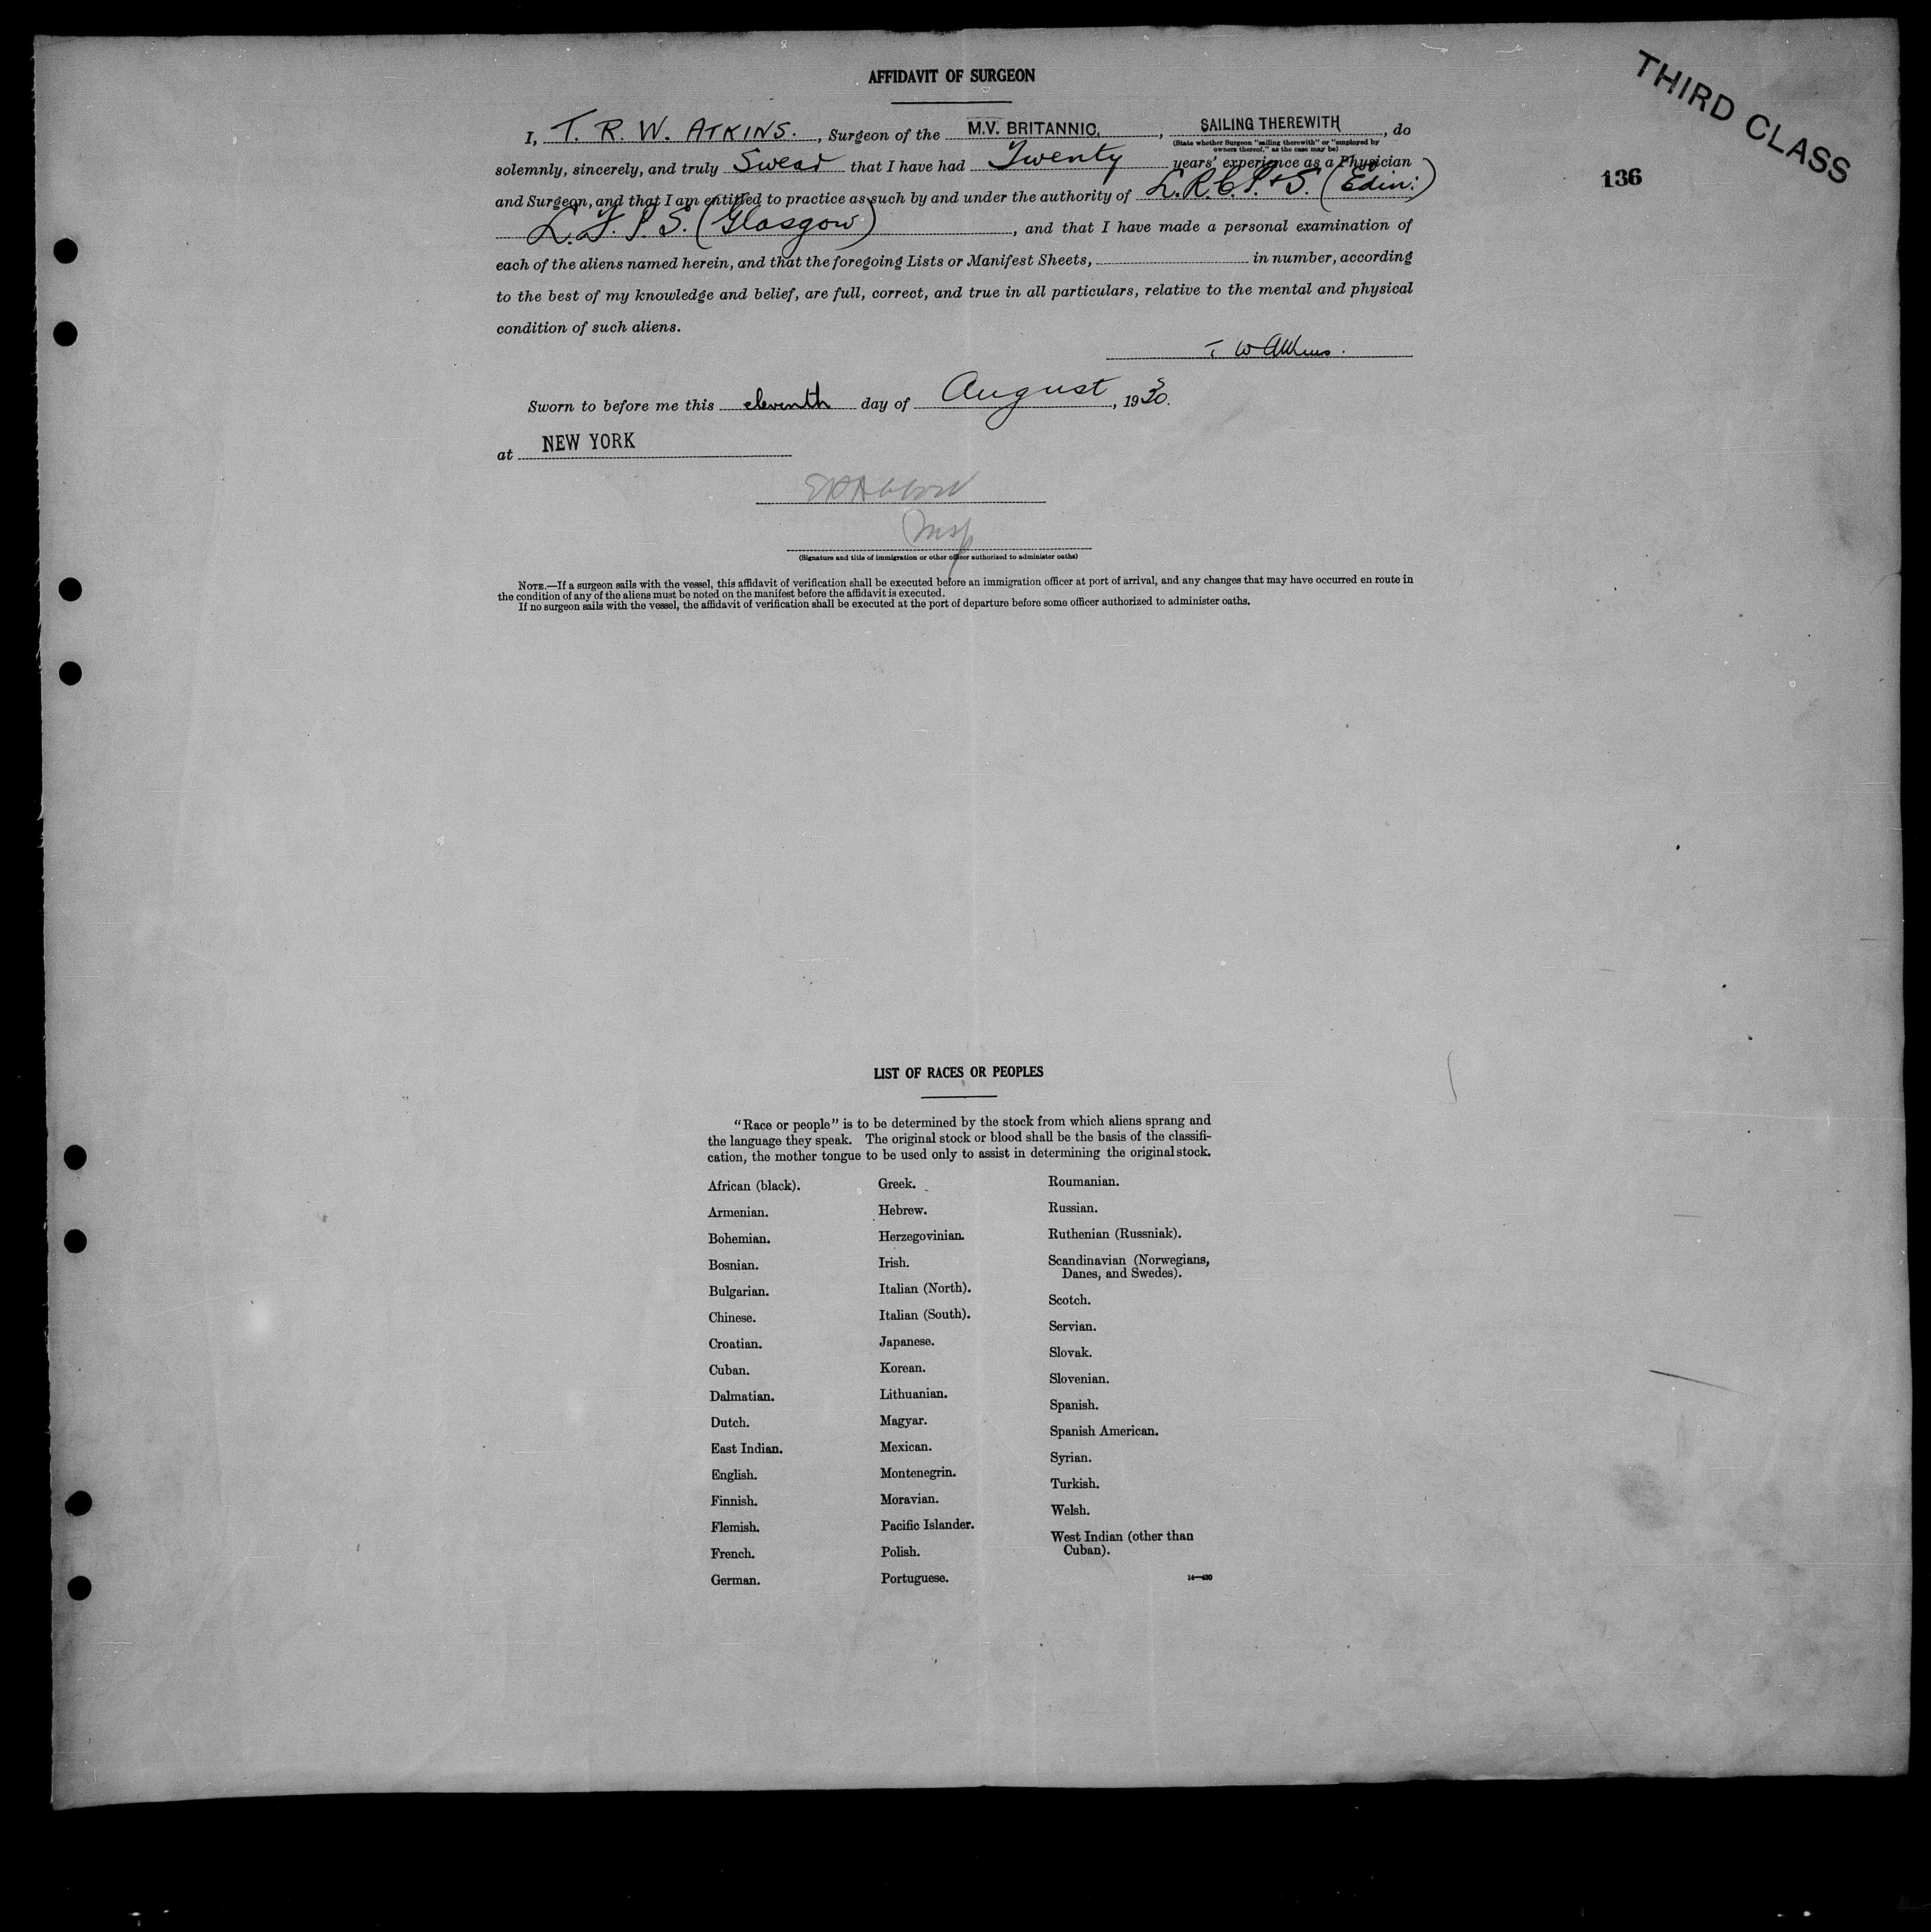 THIRD CLASS
136
AFFIDAVIT OF SURGEON
I, T. R. W. ATKINS. , Surgeon of the M.V. BRITANNIC, , SAILING THEREWITH , do
(State whether Surgeon "sailing therewith" or "employed by
owners thereof," as the case may be)
solemnly, sincerely, and truly Swear that I have had Twenty years' experience as a Physician
and Surgeon, and that I am entitled to practice as such by and under the authority of L.R.C.P.+S. (Edin:)
L.F.P.S. (Glasgow) , and that I have made a personal examination of
each of the aliens named herein, and that the foregoing Lists or Manifest Sheets, in number, according
to the best of my knowledge and belief, are full, correct, and true in all particulars, relative to the mental and physical
condition of such aliens.
T W Atkins.
Sworn to before me this eleventh day of August , 1930.
at NEW YORK
Insp
(Signature and title of immigration or other officer authorized to administer oaths)
NOTE.—If a surgeon sails with the vessel, this affidavit of verification shall be executed before an immigration officer at port of arrival, and any changes that may have occurred en route in
the condition of any of the aliens must be noted on the manifest before the affidavit is executed.
If no surgeon sails with the vessel, the affidavit of verification shall be executed at the port of departure before some officer authorized to administer oaths.
LIST OF RACES OR PEOPLES
"Race or people" is to be determined by the stock from which aliens sprang and
the language they speak. The original stock or blood shall be the basis of the classifi-
cation, the mother tongue to be used only to assist in determining the original stock.
African (black).
Armenian.
Bohemian.
Bosnian.
Bulgarian.
Chinese.
Croatian.
Cuban.
Dalmatian.
Dutch.
East Indian.
English.
Finnish.
Flemish.
French.
German.
Greek.
Hebrew.
Herzegovinian.
Irish.
Italian (North).
Italian (South).
Japanese.
Korean.
Lithuanian.
Magyar.
Mexican.
Montenegrin.
Moravian.
Pacific Islander.
Polish.
Portuguese.
Roumanian.
Russian.
Ruthenian (Russniak).
Scandinavian (Norwegians,
Danes, and Swedes).
Scotch.
Servian.
Slovak.
Slovenian.
Spanish.
Spanish American.
Syrian.
Turkish.
Welsh.
West Indian (other than
Cuban).
14—430